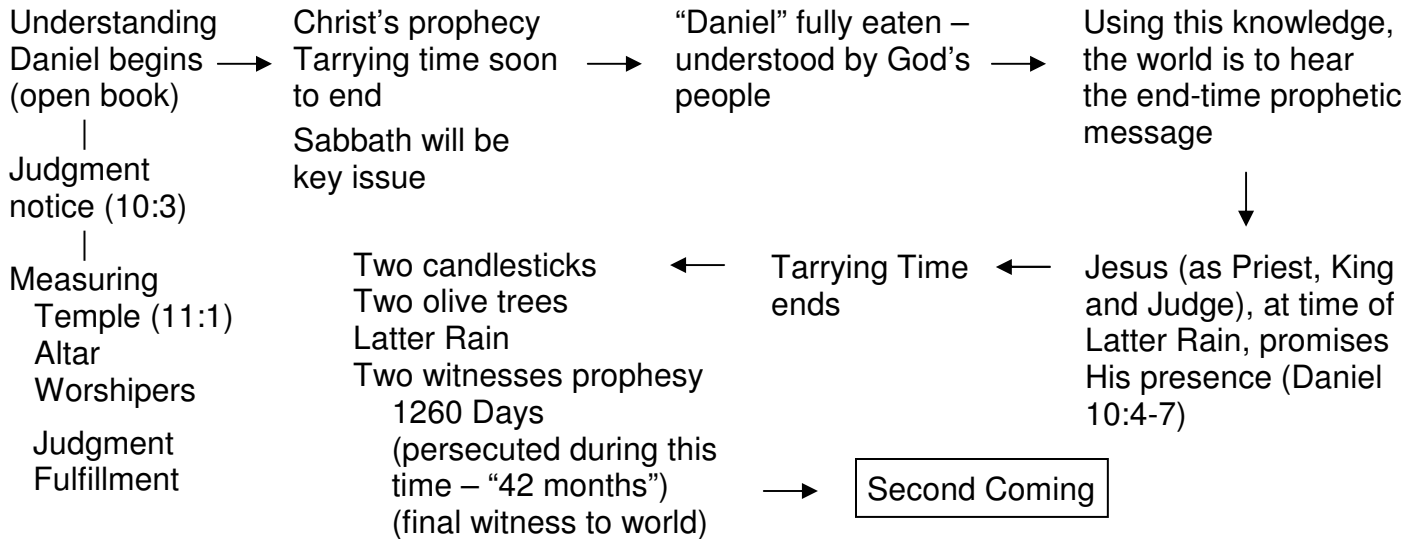 Understanding
Daniel begins
(open book)
Judgment
notice (10:3)
Measuring
Temple (11:1)
Altar
Worshipers
Judgment
Fulfillment
Christ's prophecy
Tarrying time soon
to end
Sabbath will be
key issue
“Daniel” fully eaten –
understood by God's
people
Using this knowledge,
the world is to hear
the end-time prophetic
message
Jesus (as Priest, King
and Judge), at time of
Latter Rain, promises
His presence (Daniel
10:4-7)
Tarrying Time
ends
Two candlesticks
Two olive trees
Latter Rain
Two witnesses prophesy
1260 Days
(persecuted during this
time – “42 months”)
(final witness to world)
Second Coming